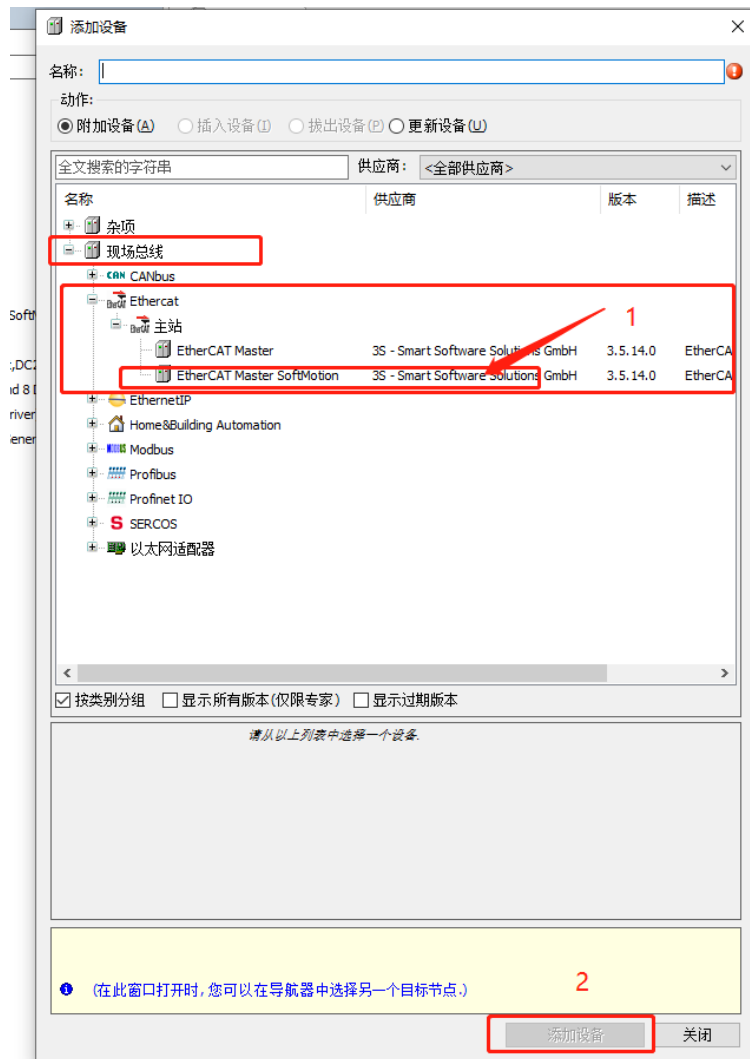 添加设备
名称:
动作:
附加设备(A) 插入设备(I) 拔出设备(P) 更新设备(U)
全文搜索的字符串 供应商: <全部供应商>
名称 供应商 版本 描述
杂项
现场总线
CAN CANbus
Ethercat
主站
1
EtherCAT Master 3S - Smart Software Solutions GmbH 3.5.14.0 EtherCA
EtherCAT Master SoftMotion 3S - Smart Software Solutions GmbH 3.5.14.0 EtherCA
EthernetIP
Home&Building Automation
Modbus
Profibus
Profinet IO
S SERCOS
以太网适配器
按类别分组 显示所有版本(仅限专家) 显示过期版本
请从以上列表中选择一个设备.
(在此窗口打开时,您可以在导航器中选择另一个目标节点.)
2
添加设备 关闭